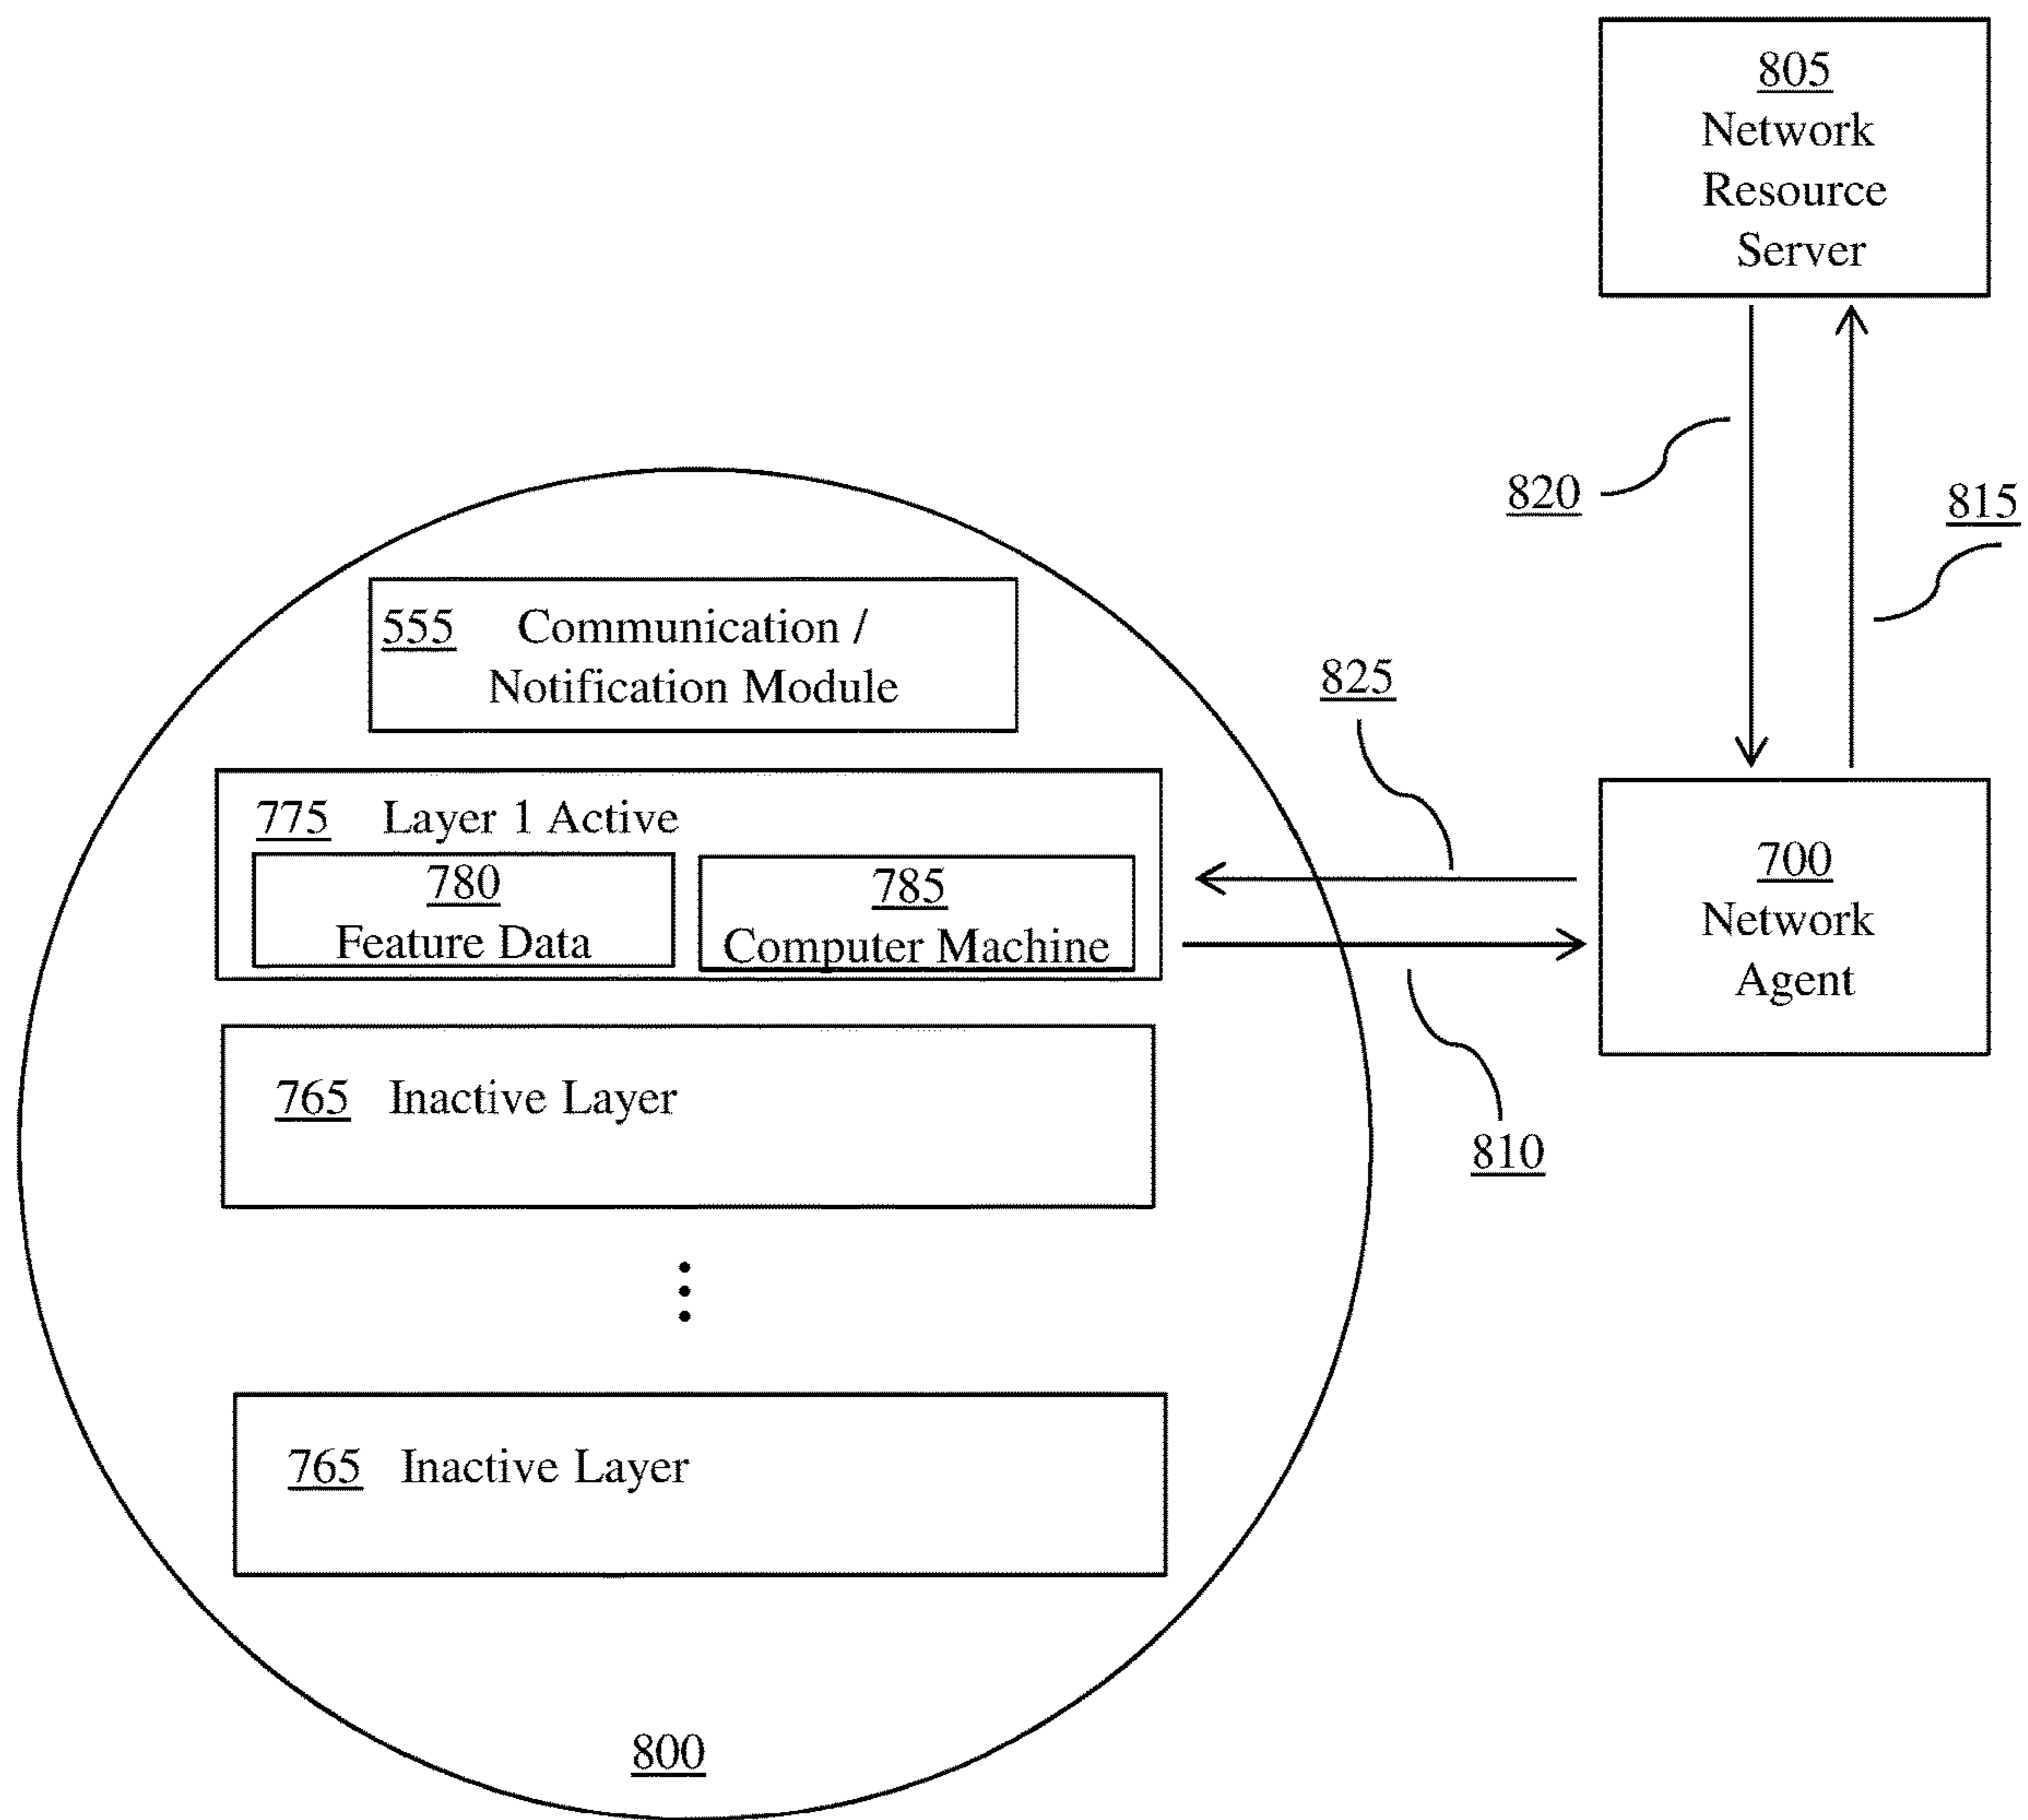 805
Network
Resource
Server
820
815
555 Communication /
Notification Module
825
775 Layer 1 Active
780
Feature Data
785
Computer Machine
700
Network
Agent
765 Inactive Layer
810
765 Inactive Layer
800